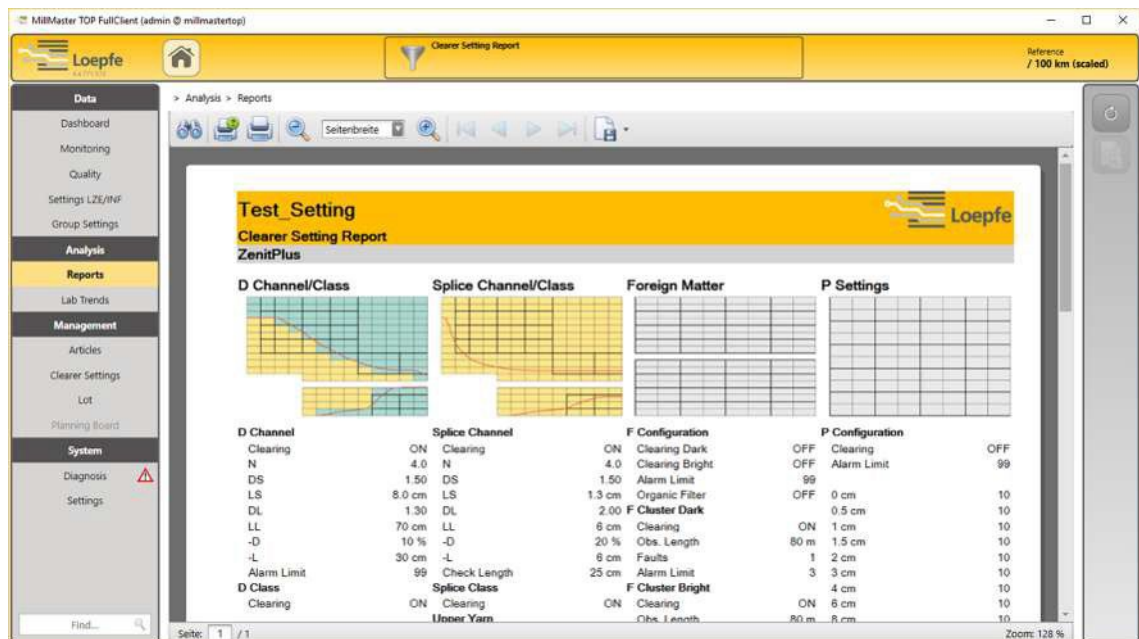 MillMaster TOP FullClient (admin @ millmastertop)
Loepfe
Clearer Setting Report
Reference
/ 100 km (scaled)
Data
Dashboard
Monitoring
Quality
Settings LZE/INF
Group Settings
Analysis
Reports
Lab Trends
Management
Articles
Clearer Settings
Lot
Planning Board
System
Diagnosis
Settings
Find...
> Analysis > Reports
Seitenbreite
Test_Setting
Loepfe
Clearer Setting Report
ZenitPlus
D Channel/Class Splice Channel/Class Foreign Matter P Settings
D Channel Splice Channel F Configuration P Configuration
Clearing ON Clearing ON Clearing Dark OFF Clearing OFF
N 4.0 N 4.0 Clearing Bright OFF Alarm Limit 99
DS 1.50 DS 1.50 Alarm Limit 99
LS 8.0 cm LS 1.3 cm Organic Filter OFF 0 cm 10
DL 1.30 DL 2.00 F Cluster Dark 0.5 cm 10
LL 70 cm LL 6 cm Clearing ON 1 cm 10
-D 10 % -D 20 % Obs. Length 80 m 1.5 cm 10
-L 30 cm -L 6 cm Faults 1 2 cm 10
Alarm Limit 99 Check Length 25 cm Alarm Limit 3 3 cm 10
D Class Splice Class F Cluster Bright 4 cm 10
Clearing ON Clearing ON Clearing ON 6 cm 10
Upper Yarn Obs. Length 80 m 8 cm 10
Seite: 1 / 1
Zoom: 128 %